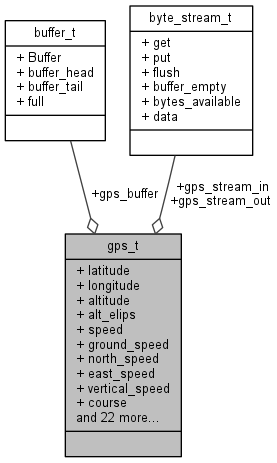 buffer_t
+ Buffer
+ buffer_head
+ buffer_tail
+ full
byte_stream_t
+ get
+ put
+ flush
+ buffer_empty
+ bytes_available
+ data
+gps_buffer
+gps_stream_in
+gps_stream_out
gps_t
+ latitude
+ longitude
+ altitude
+ alt_elips
+ speed
+ ground_speed
+ north_speed
+ east_speed
+ vertical_speed
+ course
and 22 more...